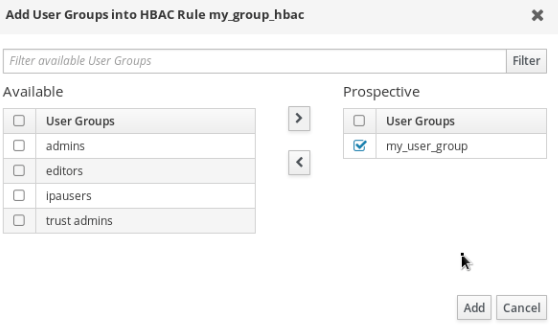 Add User Groups into HBAC Rule my_group_hbac
Filter available User Groups
Filter
Available
Prospective
User Groups
admins
editors
ipausers
trust admins
>
<
User Groups
my_user_group
Add
Cancel